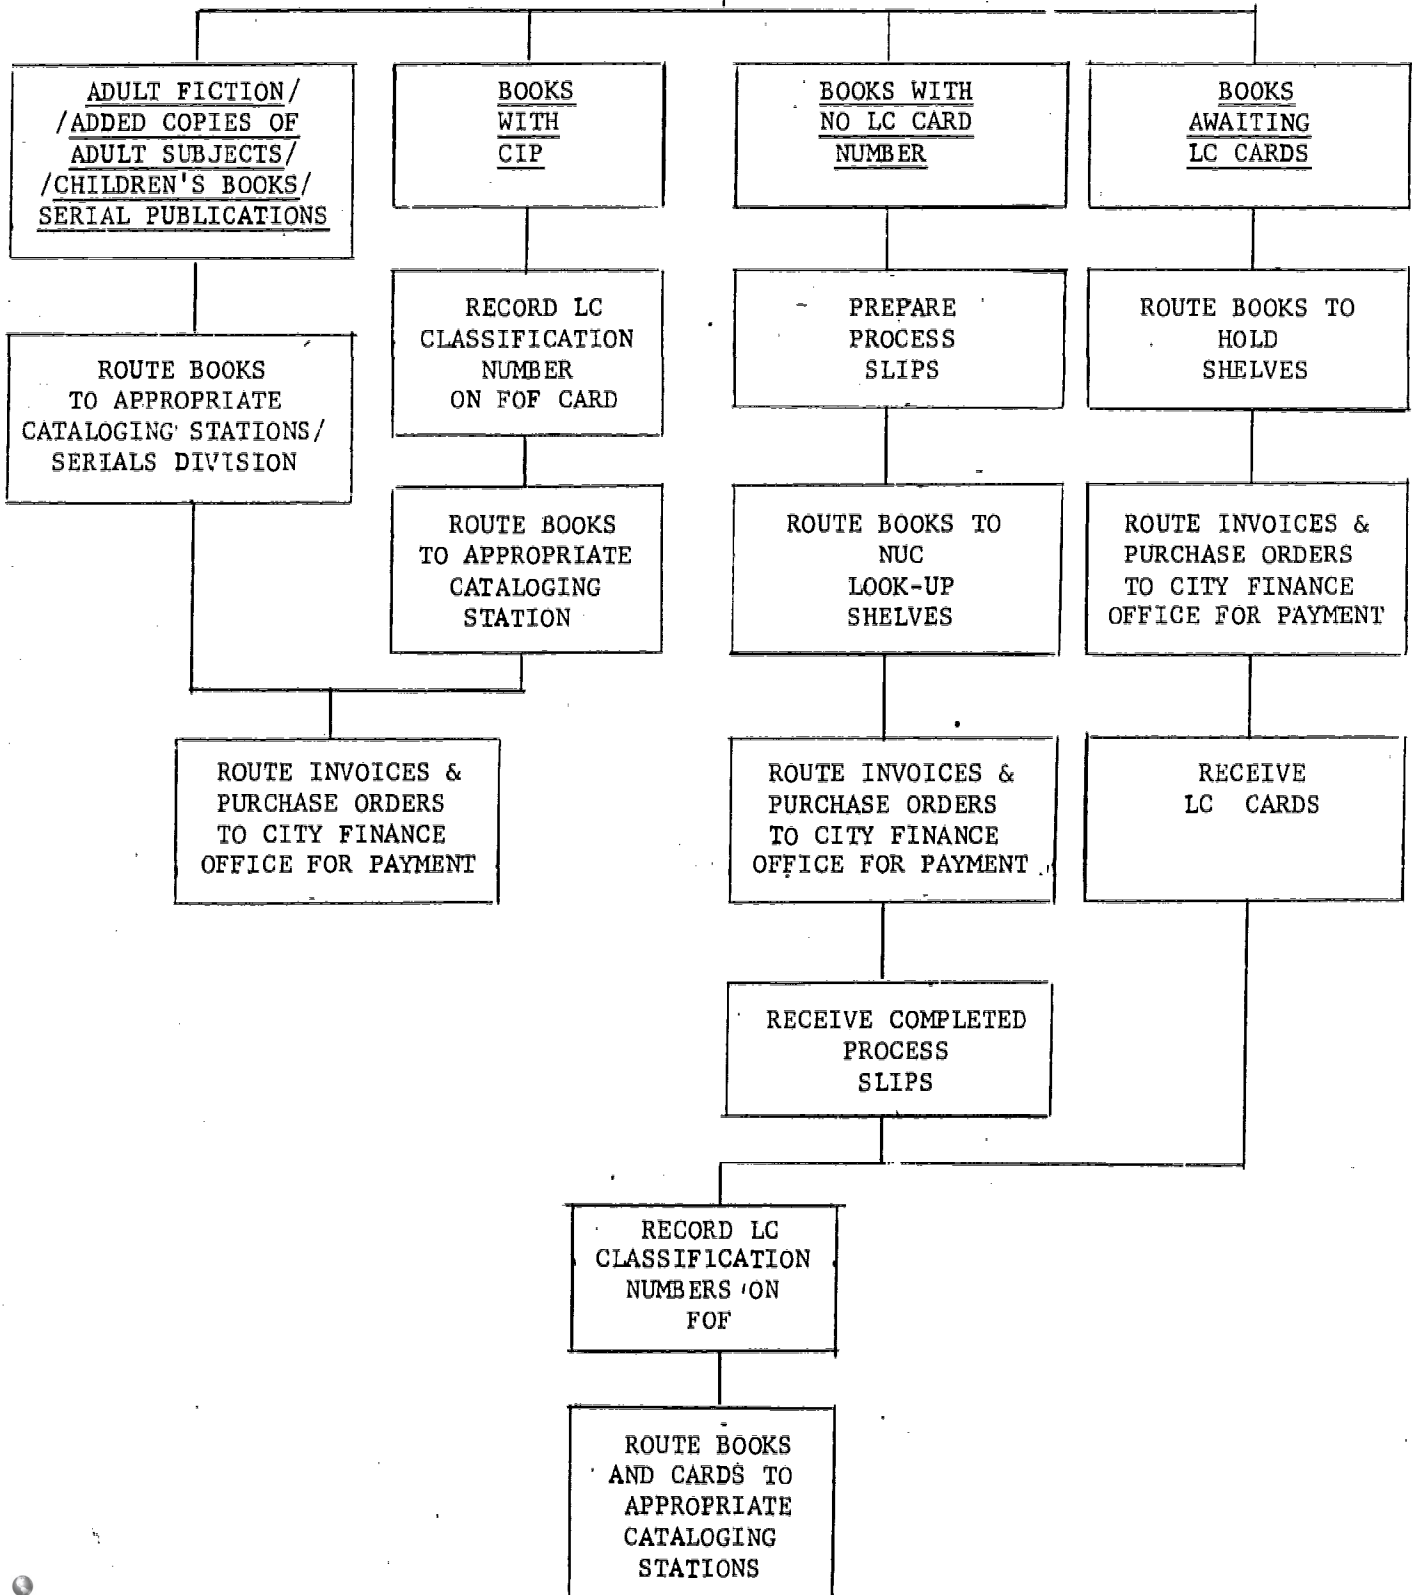 ADULT FICTION/
/ADDED COPIES OF
ADULT SUBJECTS/
/CHILDREN'S BOOKS/
SERIAL PUBLICATIONS
ROUTE BOOKS
TO APPROPRIATE
CATALOGING STATIONS/
SERIALS DIVISION
BOOKS
WITH
CIP
RECORD LC
CLASSIFICATION
NUMBER
ON FOF CARD
ROUTE BOOKS
TO APPROPRIATE
CATALOGING
STATION
ROUTE INVOICES &
PURCHASE ORDERS
TO CITY FINANCE
OFFICE FOR PAYMENT
BOOKS WITH
NO LC CARD
NUMBER
PREPARE
PROCESS
SLIPS
ROUTE BOOKS TO
NUC
LOOK-UP
SHELVES
ROUTE INVOICES &
PURCHASE ORDERS
TO CITY FINANCE
OFFICE FOR PAYMENT
RECEIVE COMPLETED
PROCESS
SLIPS
BOOKS
AWAITING
LC CARDS
ROUTE BOOKS TO
HOLD
SHELVES
ROUTE INVOICES &
PURCHASE ORDERS
TO CITY FINANCE
OFFICE FOR PAYMENT
RECEIVE
LC CARDS
RECORD LC
CLASSIFICATION
NUMBERS ON
FOF
ROUTE BOOKS
AND CARDS TO
APPROPRIATE
CATALOGING
STATIONS